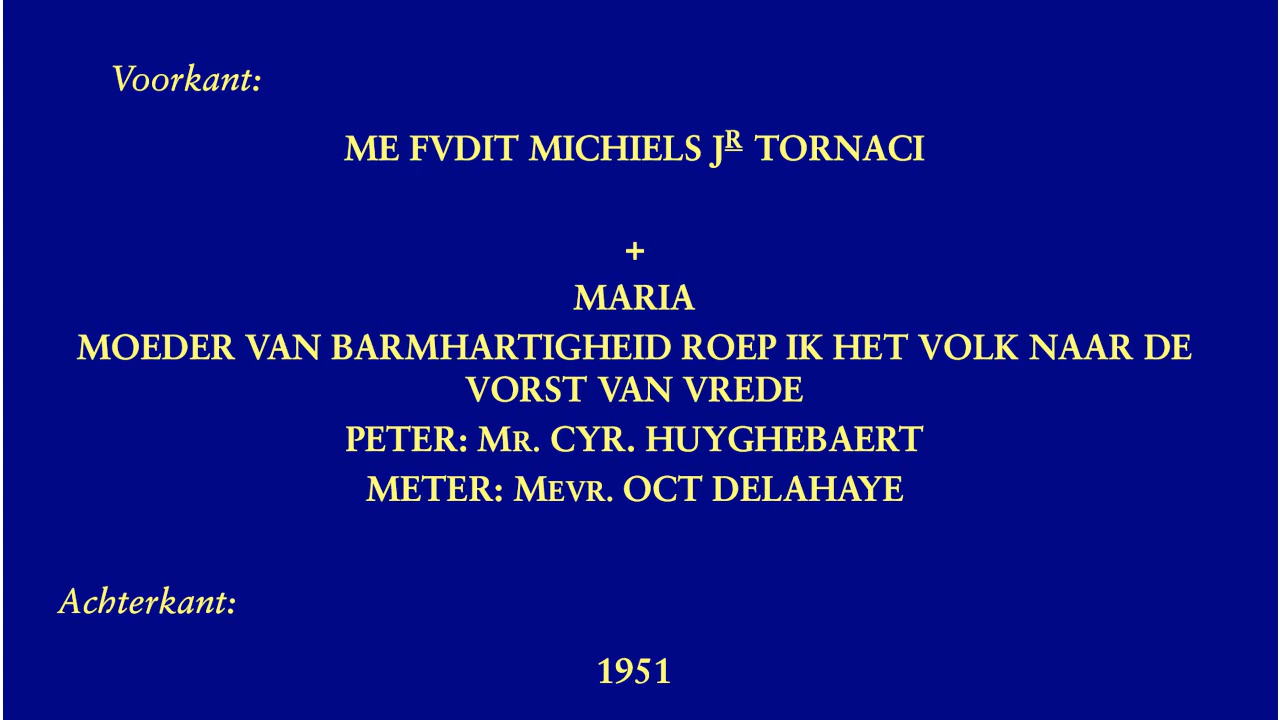 Voorkant:
ME FVDIT MICHIELS Jᴿ TORNACI
+
MARIA
MOEDER VAN BARMHARTIGHEID ROEP IK HET VOLK NAAR DE
VORST VAN VREDE
PETER: MR. CYR. HUYGHEBAERT
METER: MEVR. OCT DELAHAYE
Achterkant:
1951